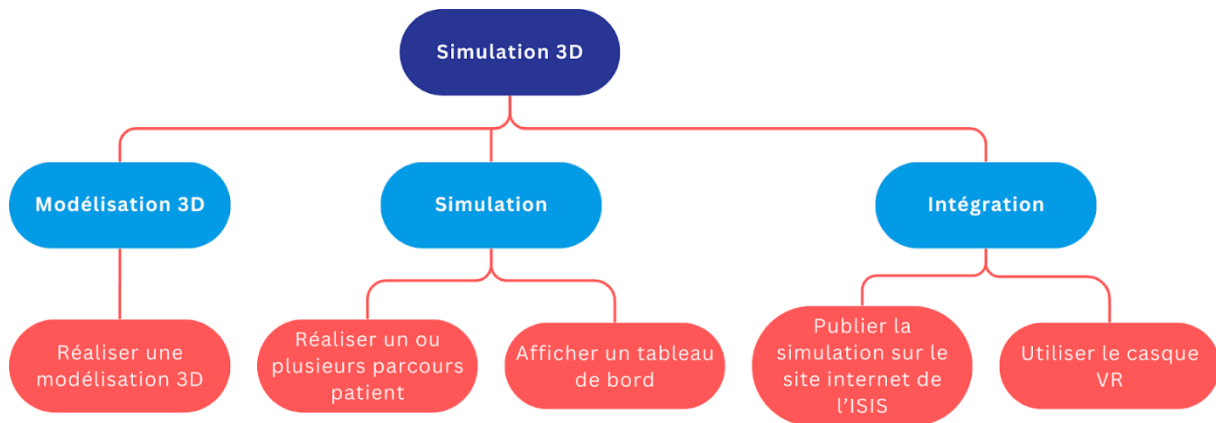 Simulation 3D
Modélisation 3D
Simulation
Intégration
Réaliser une
modélisation 3D
Réaliser un ou
plusieurs parcours
patient
Afficher un tableau
de bord
Publier la
simulation sur le
site internet de
l'ISIS
Utiliser le casque
VR